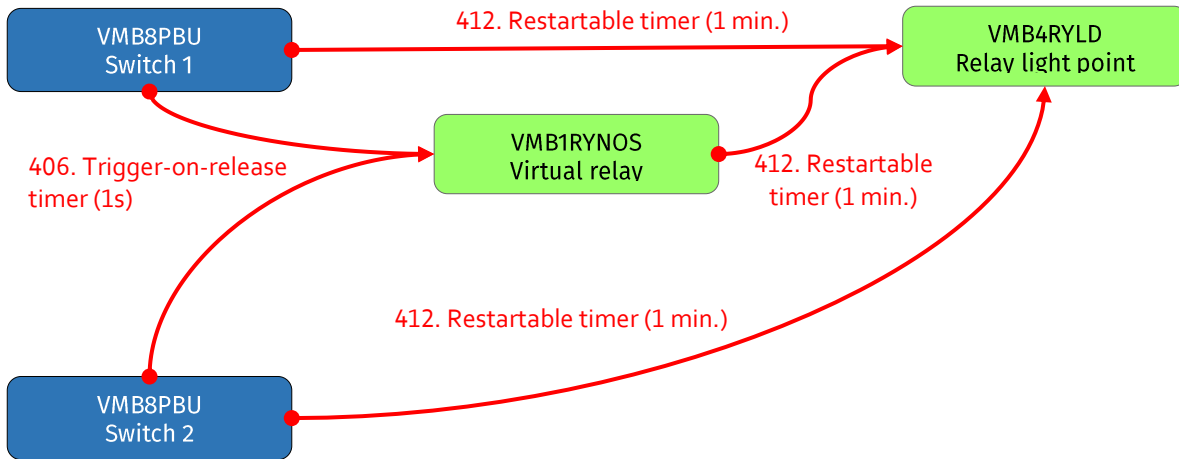 412. Restartable timer (1 min.)
VMB8PBU
Switch 1
VMB4RYLD
Relay light point
VMB1RYNOS
Virtual relay
406. Trigger-on-release
timer (1s)
412. Restartable
timer (1 min.)
412. Restartable timer (1 min.)
VMB8PBU
Switch 2